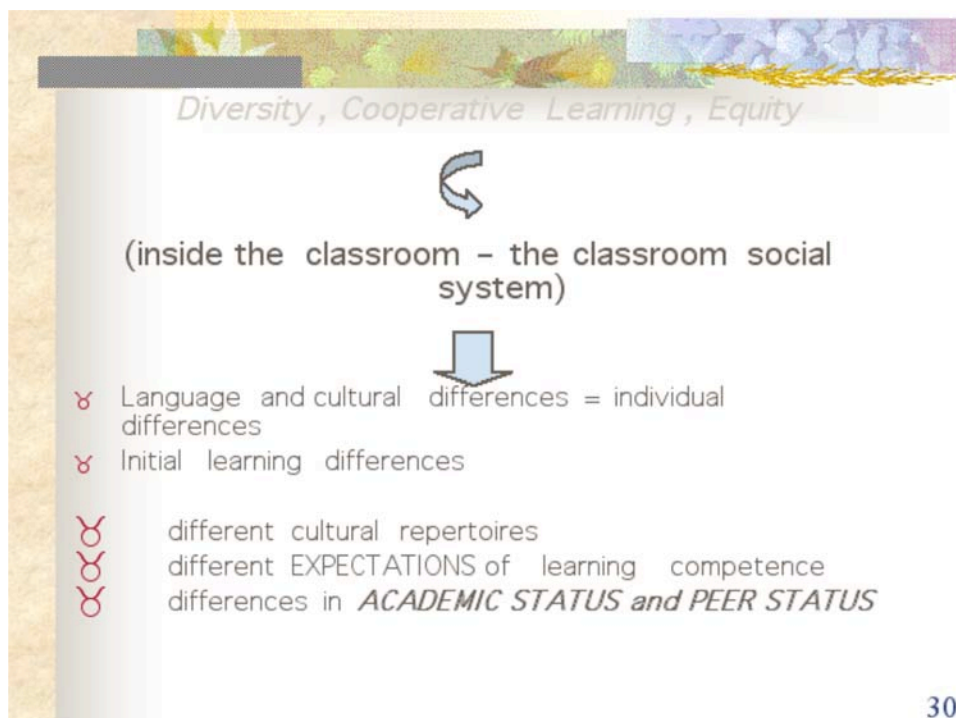 Diversity, Cooperative Learning, Equity
(inside the classroom – the classroom social
system)
Language and cultural differences = individual
differences
Initial learning differences
different cultural repertoires
different EXPECTATIONS of learning competence
differences in ACADEMIC STATUS and PEER STATUS
30